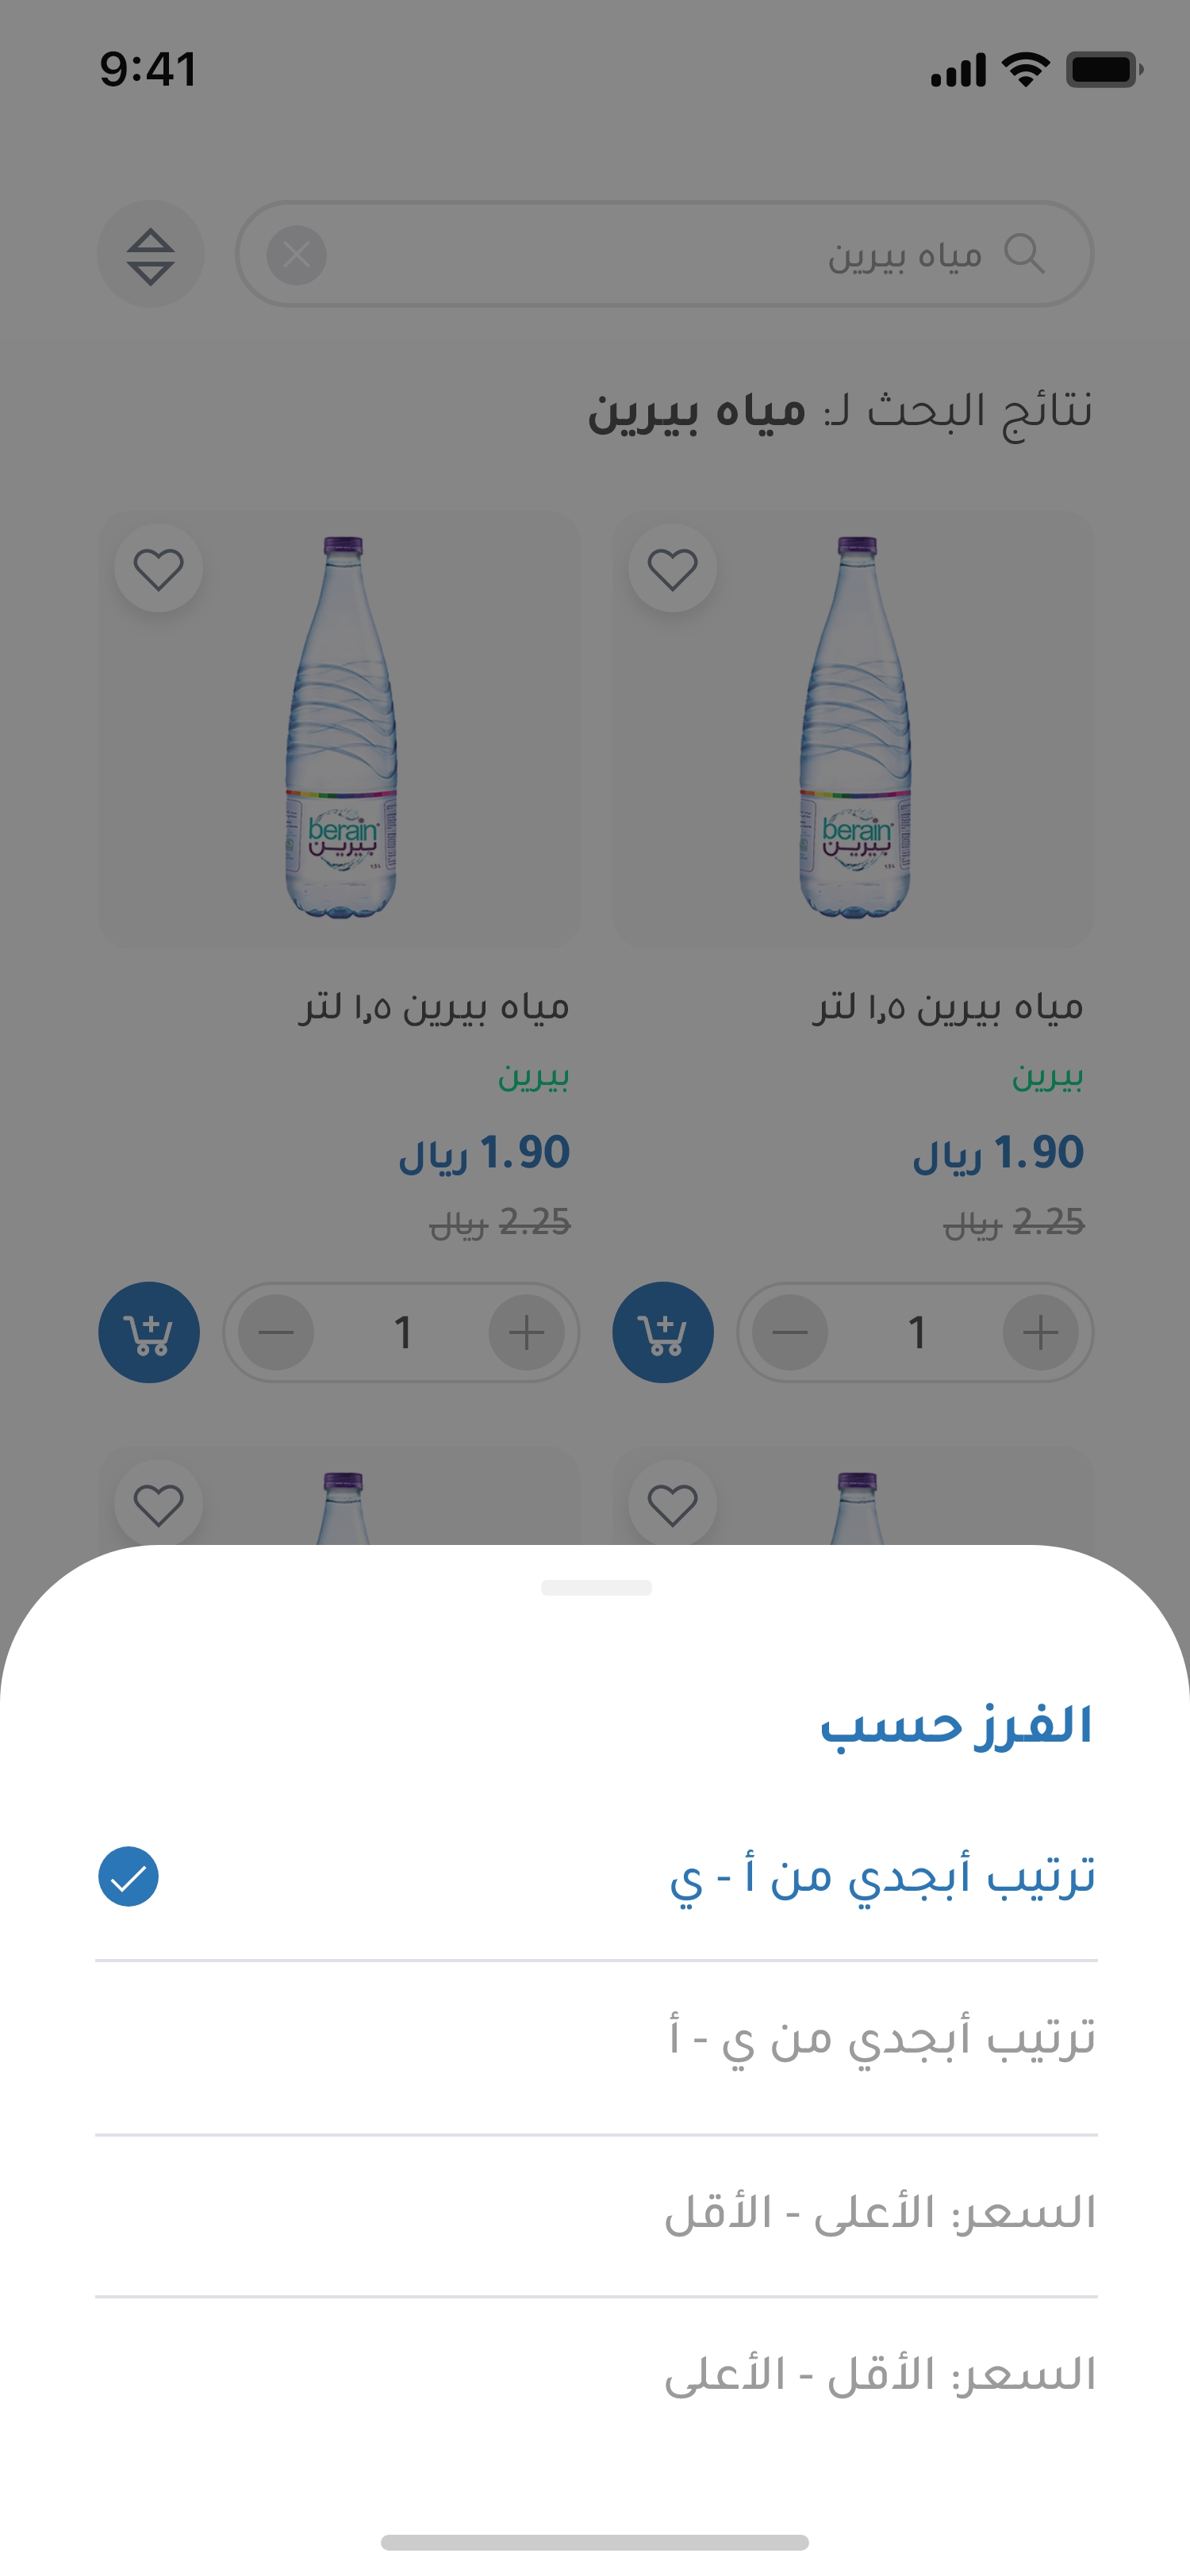 9:41
مياه بيرين
نتائج البحث لـ: مياه بيرين
berain
بيرين
berain
بيرين
مياه بيرين ١٫٥ لتر
مياه بيرين ١٫٥ لتر
بيرين
بيرين
1.90 ريال
1.90 ريال
2.25 ريال
2.25 ريال
1
1
الفرز حسب
ترتيب أبجدي من أ - ي
ترتيب أبجدي من ي - أ
السعر: الأعلى - الأقل
السعر: الأقل - الأعلى